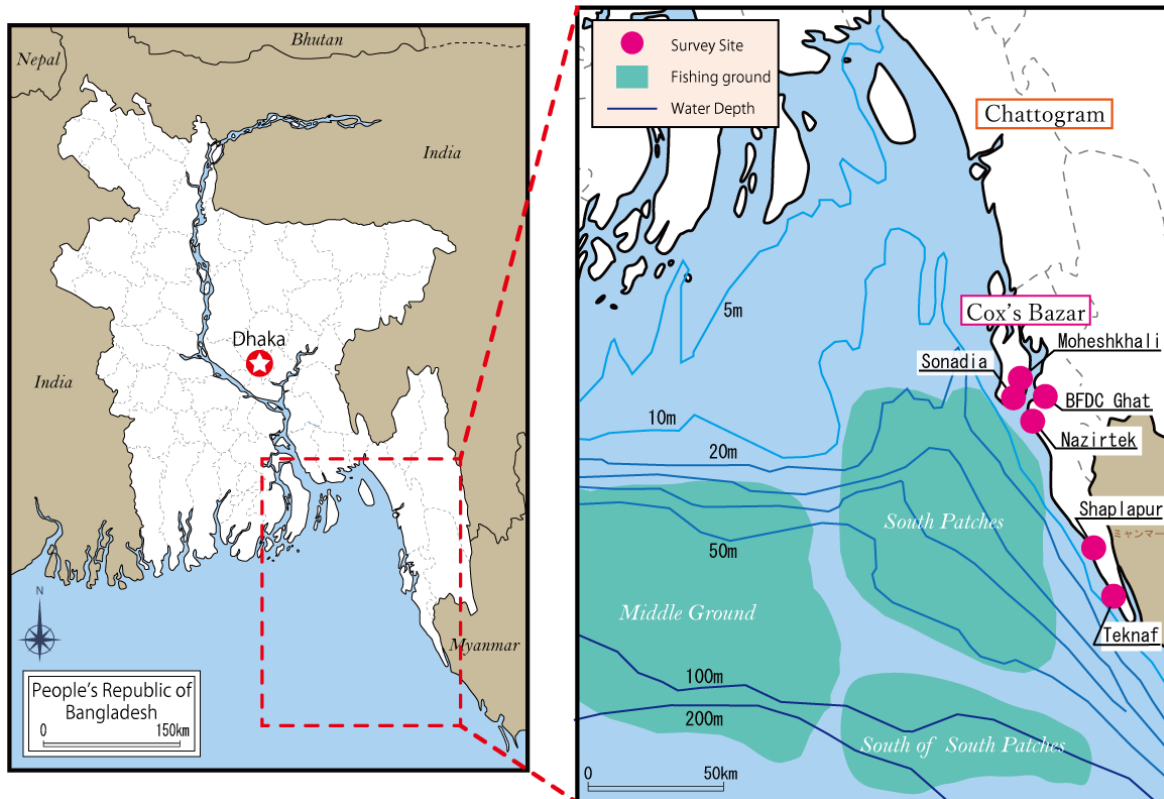 Nepal
Bhutan
India
India
Dhaka
Myanmar
N
People's Republic of
Bangladesh
0
150km
Survey Site
Fishing ground
Water Depth
Chattogram
Cox's Bazar
Moheshkhali
Sonadia
BFDC Ghat
Nazirtek
Shaplapur
ミャンマー
Teknaf
5m
10m
20m
50m
100m
200m
South Patches
Middle Ground
South of South Patches
0
50km